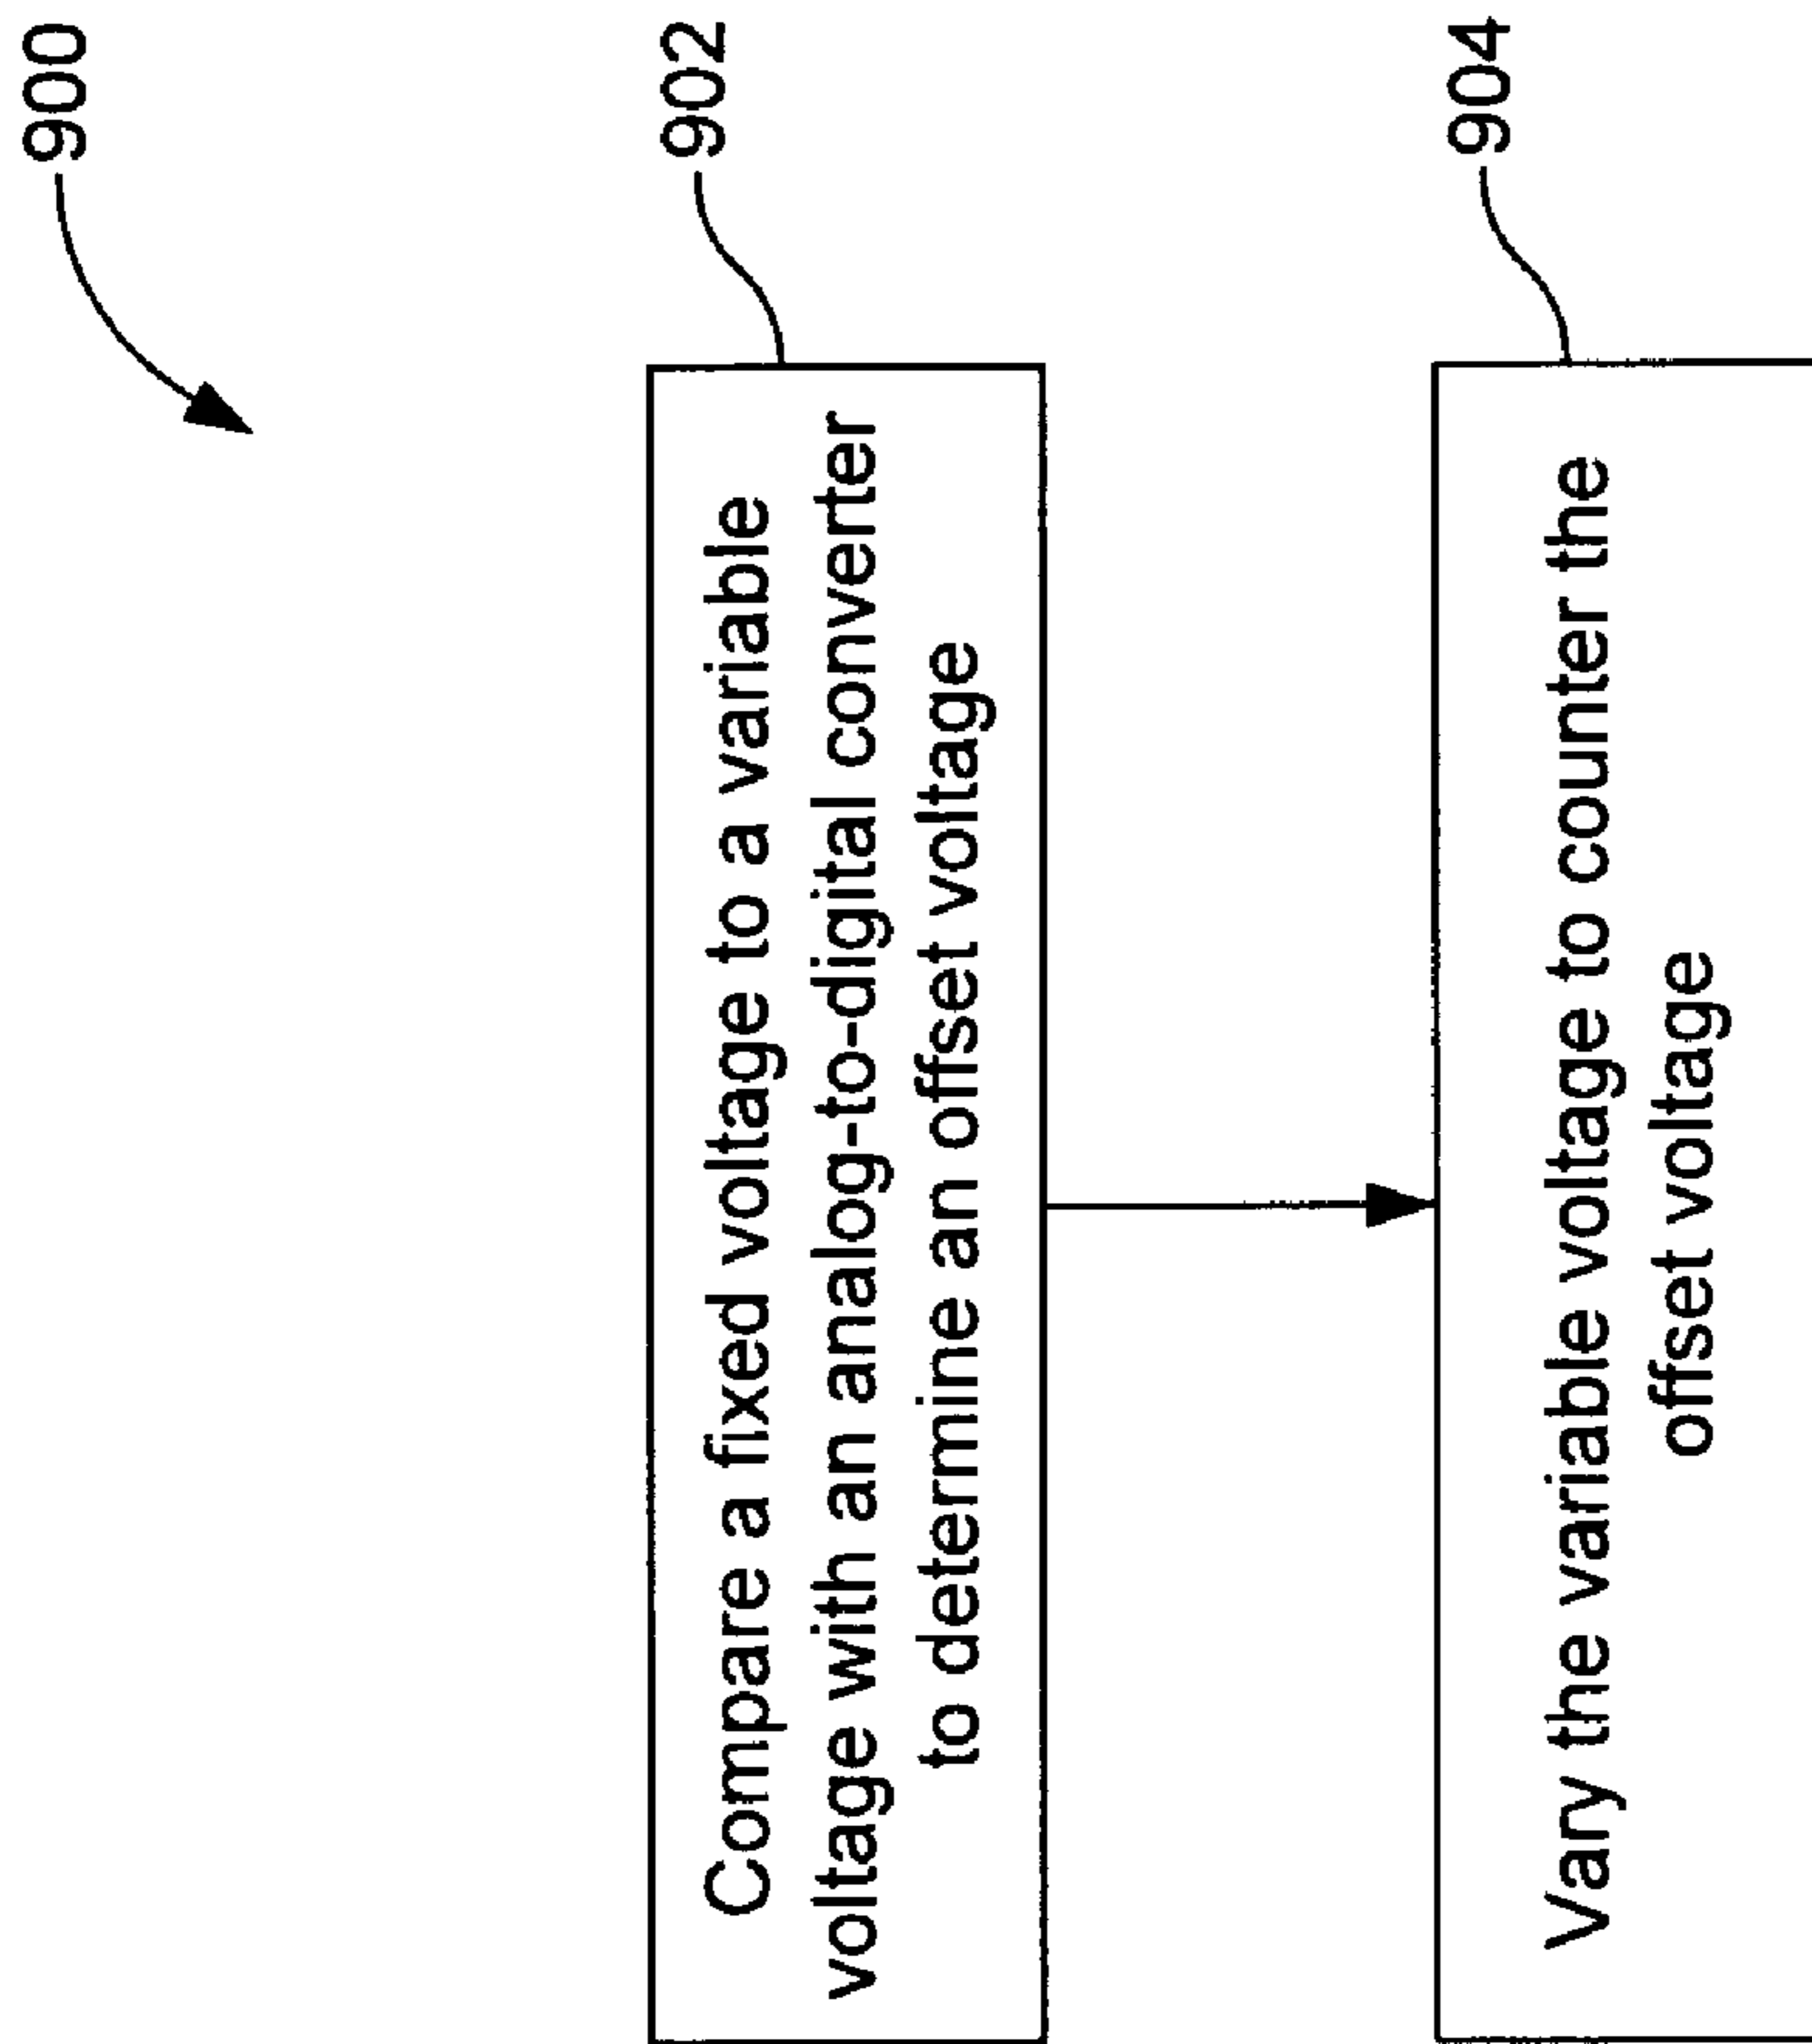 900
902
Compare a fixed voltage to a variable
voltage with an analog-to-digital converter
to determine an offset voltage
904
Vary the variable voltage to counter the
offset voltage